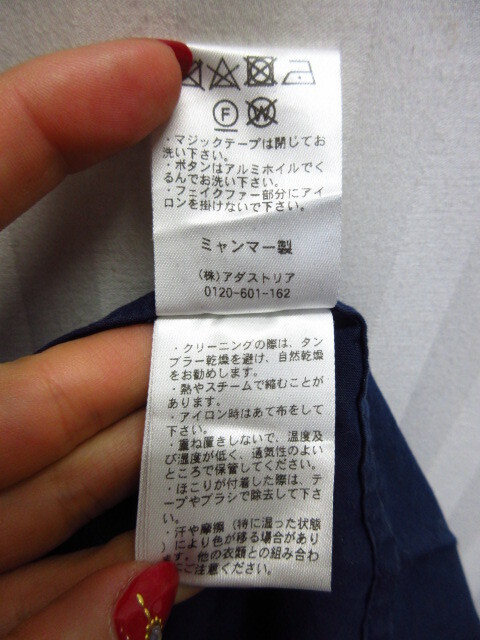 F W
・マジックテープは閉じてお
洗い下さい。
・ボタンはアルミホイルでく
るんでお洗い下さい。
・フェイクファー部分にアイ
ロンを掛けないで下さい。
ミャンマー製
(株)アダストリア
0120-601-162
・クリーニングの際は、タン
ブラー乾燥を避け、自然乾燥
をお勧めします。
・熱やスチームで縮むことが
あります。
・アイロン時はあて布をして
下さい。
・重ね置きしないで、温度及
び湿度が低く、通気性のよい
ところで保管してください。
・ほこりが付着した際は、テ
ープやブラシで除去して下さ
い。
・汗や摩擦(特に湿った状態
)により色が移る場合があり
ます。他の衣類との組み合わ
にご注意ください。